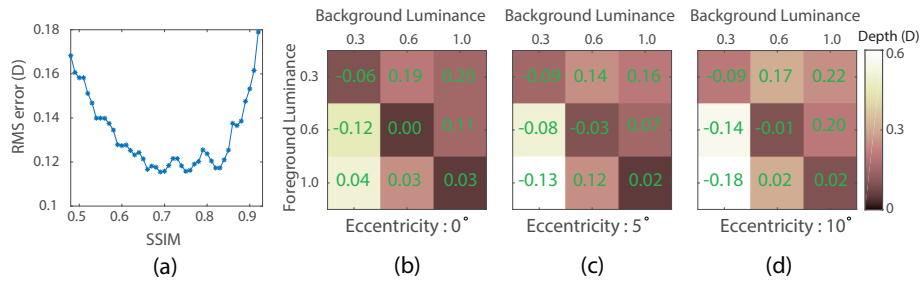 0.18
0.16
0.14
0.12
0.1
RMS error (D)
0.5 0.6 0.7 0.8 0.9
SSIM
(a)
Background Luminance
0.3 0.6 1.0
Foreground Luminance
0.3
0.6
1.0
-0.06 0.19 0.20
-0.12 0.00 0.11
0.04 0.03 0.03
Eccentricity : 0°
(b)
Background Luminance
0.3 0.6 1.0
-0.09 0.14 0.16
-0.08 -0.03 0.07
-0.13 0.12 0.02
Eccentricity : 5°
(c)
Background Luminance
0.3 0.6 1.0
-0.09 0.17 0.22
-0.14 -0.01 0.20
-0.18 0.02 0.02
Eccentricity : 10°
(d)
Depth (D)
0.6
0.3
0.0